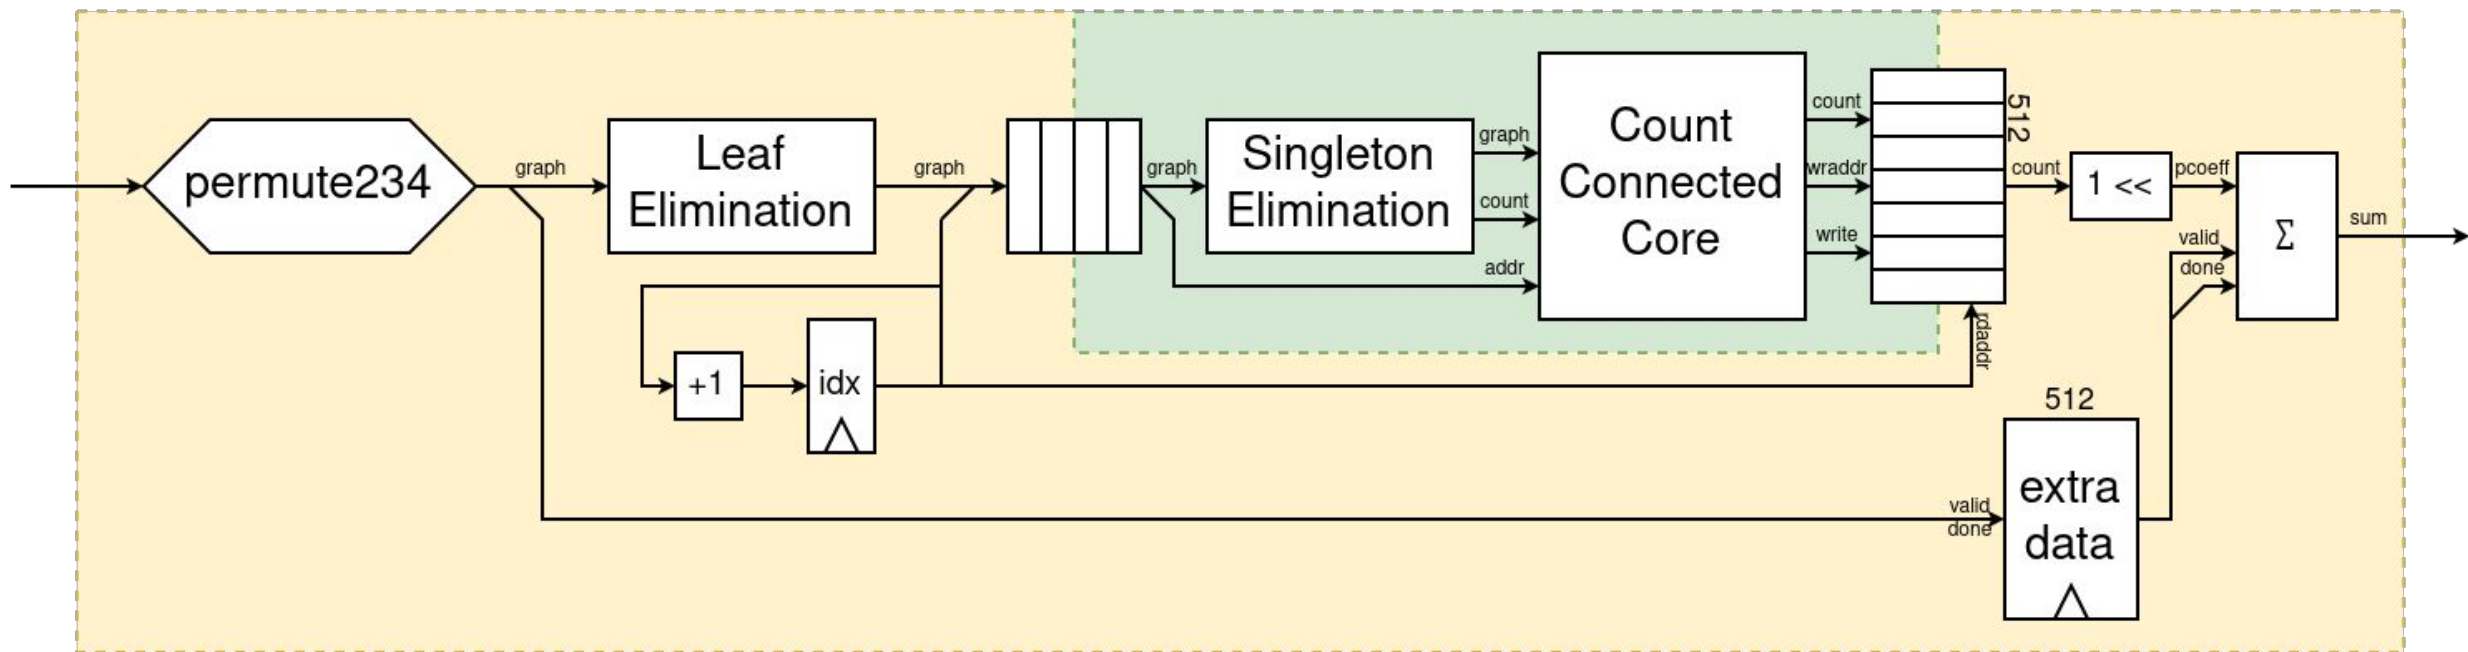 permute234
graph
Leaf
Elimination
graph
graph
Singleton
Elimination
graph
count
addr
Count
Connected
Core
count
wraddr
write
512
count
1 <<
pcoeff
valid
done
Σ
sum
rdaddr
+1
idx
512
valid
done
extra
data